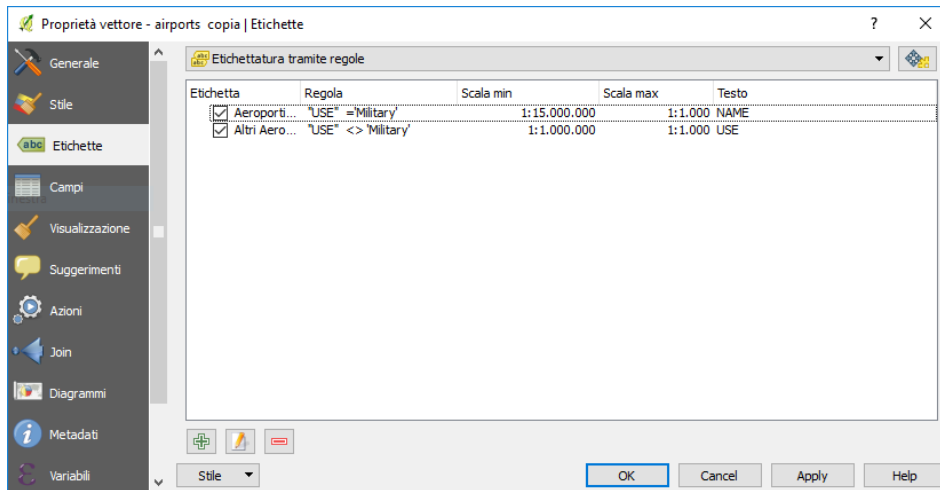 Proprietà vettore - airports copia | Etichette
?
Generale
Stile
Etichette
Campi
Visualizzazione
Suggerimenti
Azioni
Join
Diagrammi
Metadati
Variabili
Etichettatura tramite regole
Etichetta Regola Scala min Scala max Testo
Aeroporti... "USE" ='Military' 1:15.000.000 1:1.000 NAME
Altri Aero... "USE" <> 'Military' 1:1.000.000 1:1.000 USE
Stile OK Cancel Apply Help